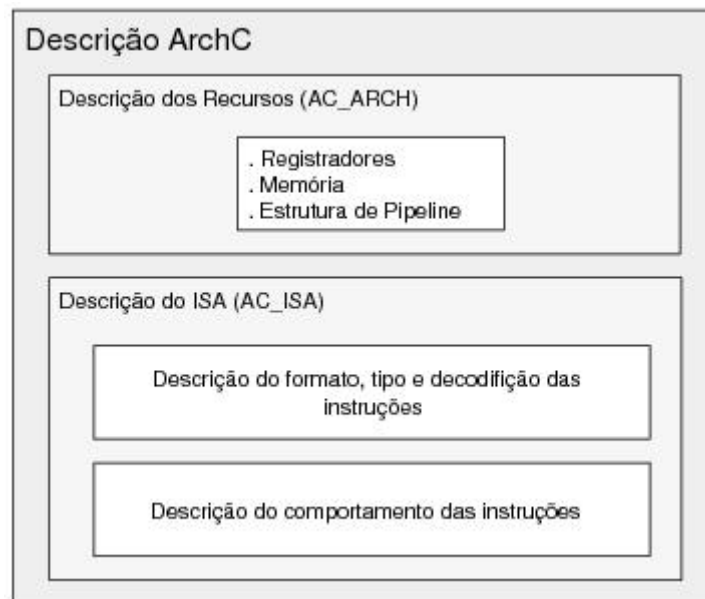 Descrição ArchC
Descrição dos Recursos (AC_ARCH)
. Registradores
. Memória
. Estrutura de Pipeline
Descrição do ISA (AC_ISA)
Descrição do formato, tipo e decodifição das
instruções
Descrição do comportamento das instruções